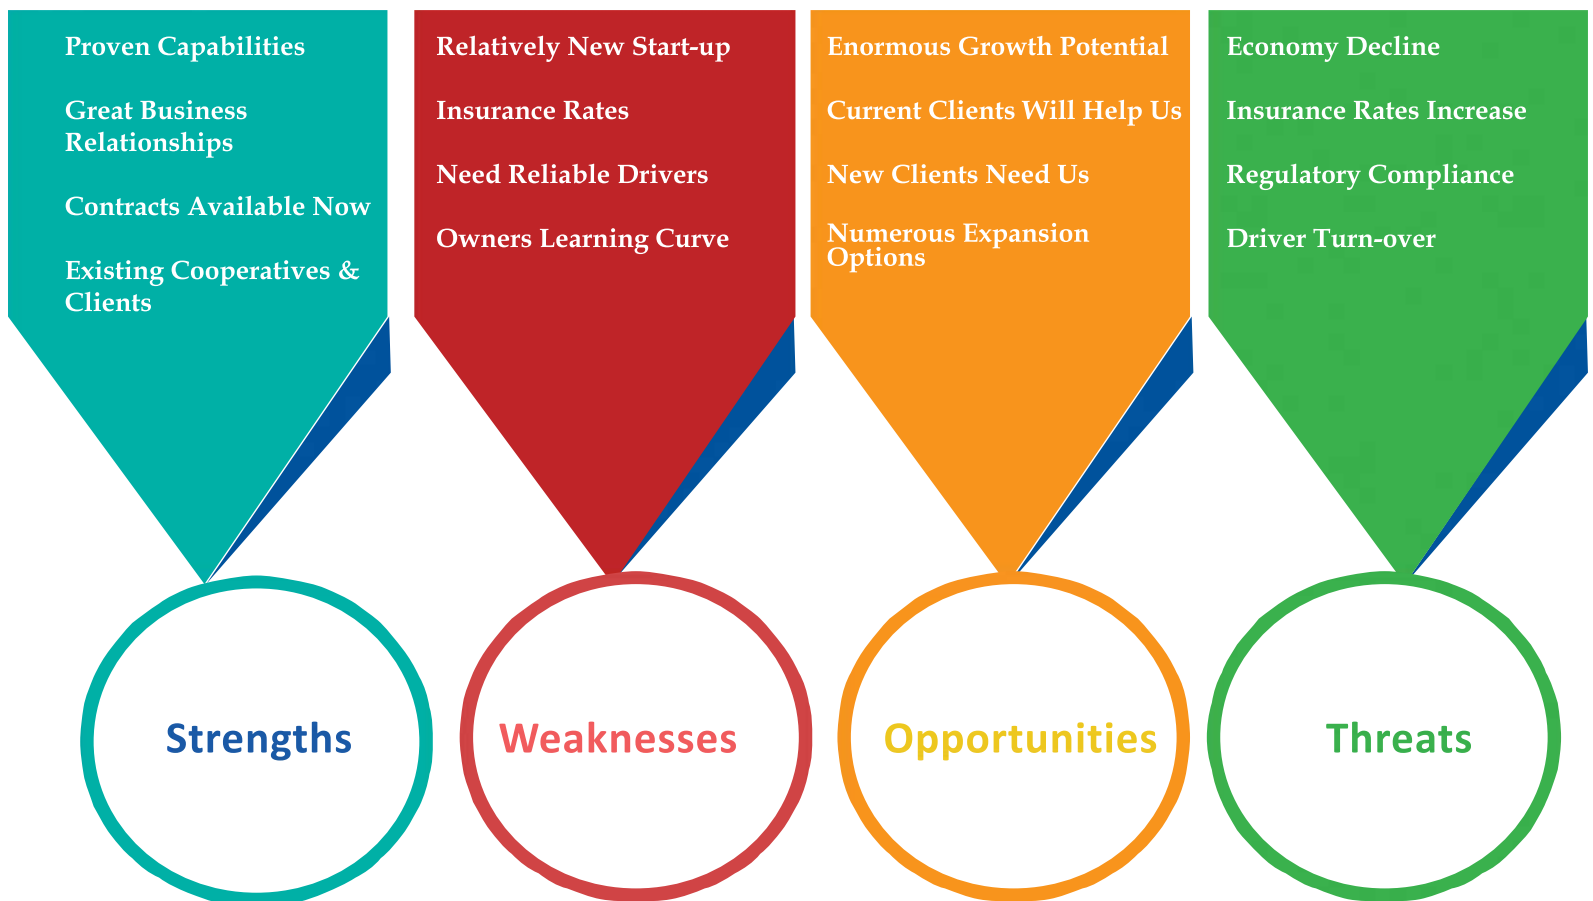 Proven Capabilities
Great Business
Relationships
Contracts Available Now
Existing Cooperatives &
Clients
Relatively New Start-up
Insurance Rates
Need Reliable Drivers
Owners Learning Curve
Enormous Growth Potential
Current Clients Will Help Us
New Clients Need Us
Numerous Expansion
Options
Economy Decline
Insurance Rates Increase
Regulatory Compliance
Driver Turn-over
Strengths
Weaknesses
Opportunities
Threats